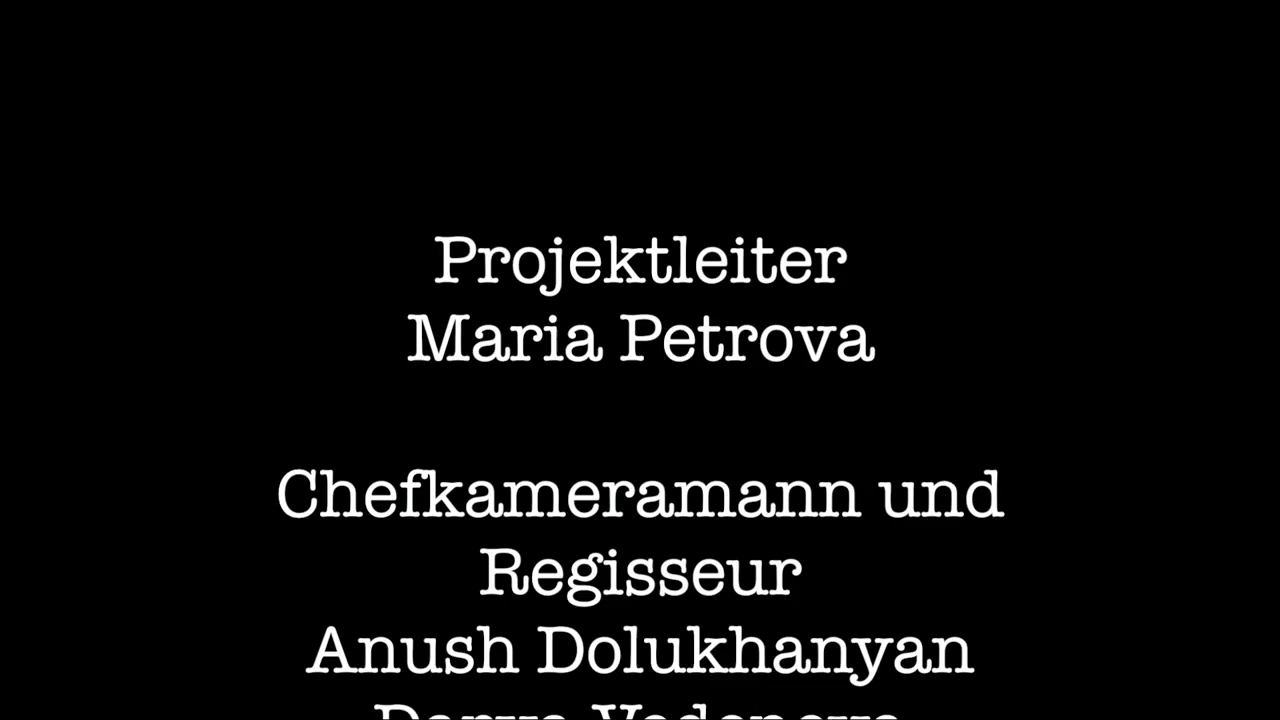 Projektleiter
Maria Petrova
Chefkameramann und
Regisseur
Anush Dolukhanyan